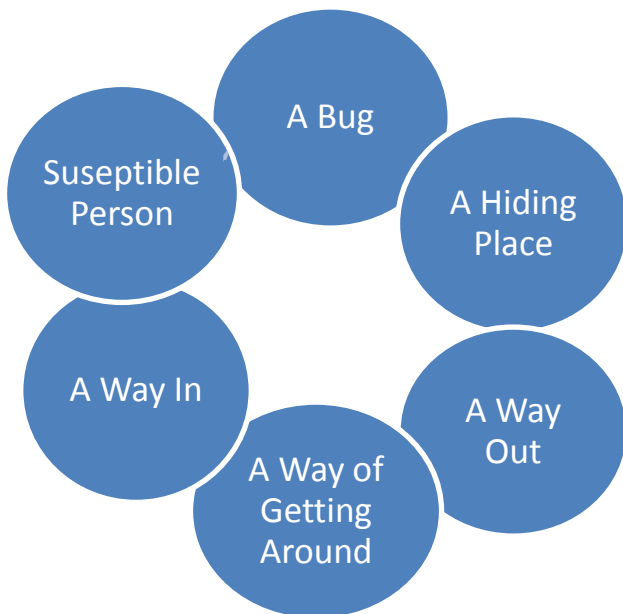 A Bug
A Hiding
Place
A Way
Out
A Way of
Getting
Around
A Way In
Suseptible
Person